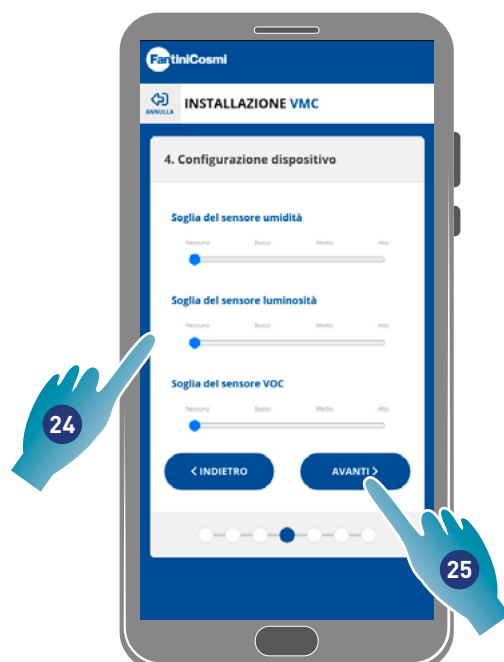 FantiniCosmi
ANNULLA
INSTALLAZIONE VMC
4. Configurazione dispositivo
Soglia del sensore umidità
Nessuno Basso Medio Alto
Soglia del sensore luminosità
Nessuno Basso Medio Alto
Soglia del sensore VOC
Nessuno Basso Medio Alto
24
< INDIETRO AVANTI >
25